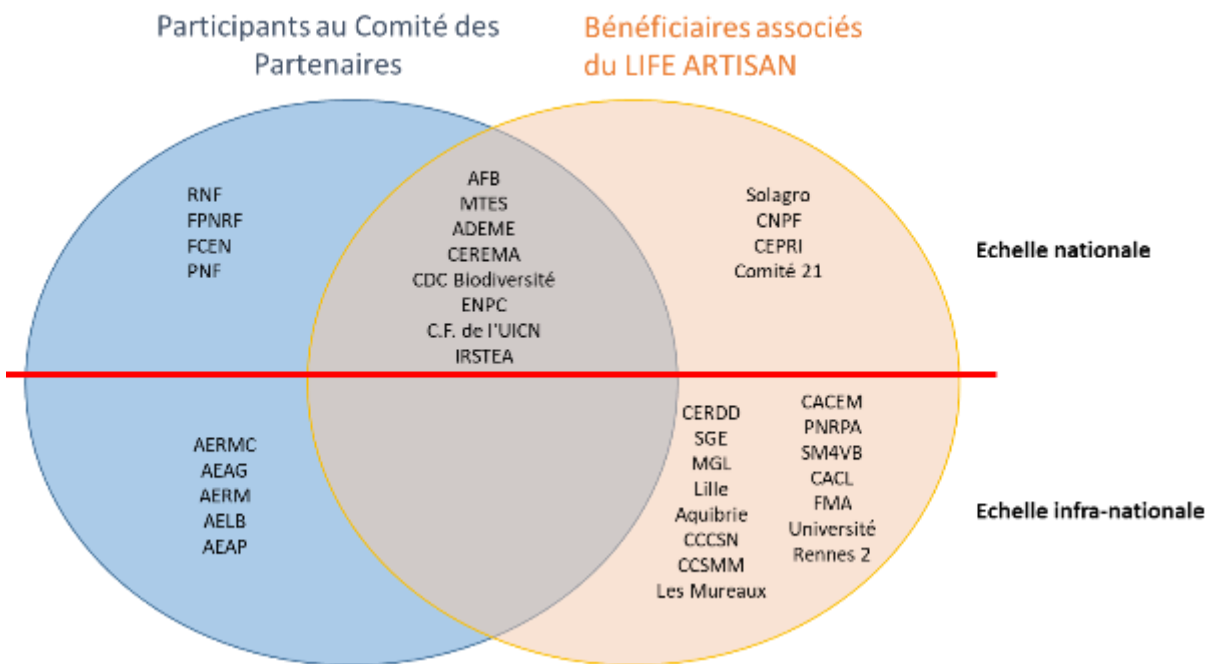 Participants au Comité des
Partenaires
Bénéficiaires associés
du LIFE ARTISAN
RNF
FPNRF
FCEN
PNF
AFB
MTES
ADEME
CEREMA
CDC Biodiversité
ENPC
C.F. de l'UICN
IRSTEA
Solagro
CNPF
CEPRI
Comité 21
Echelle nationale
AERMC
AEAG
AERM
AELB
AEAP
CERDD
SGE
MGL
Lille
Aquibrie
CCCSN
CCSMM
Les Mureaux
CACEM
PNRPA
SM4VB
CACL
FMA
Université
Rennes 2
Echelle infra-nationale